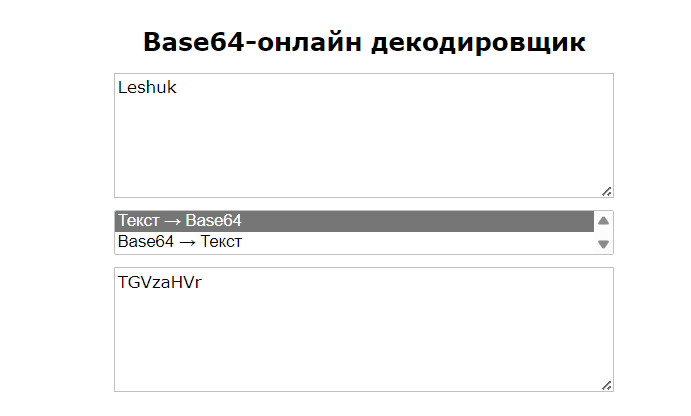 Base64-онлайн декодировщик
Leshuk
Текст → Base64
Base64 → Текст
TGVzaHVr